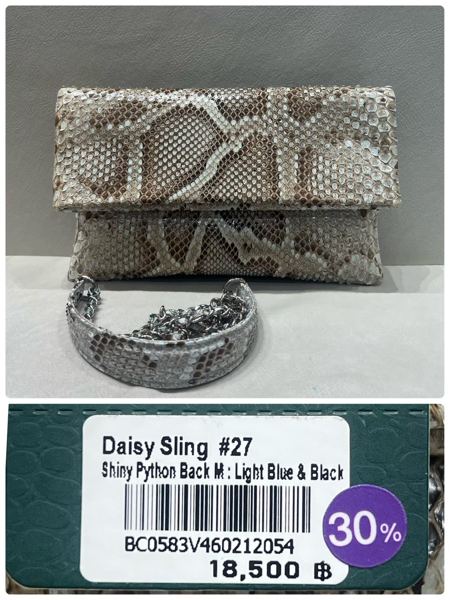 Daisy Sling #27
Shiny Python Back M : Light Blue & Black
30%
BC0583V460212054
18,500 ฿